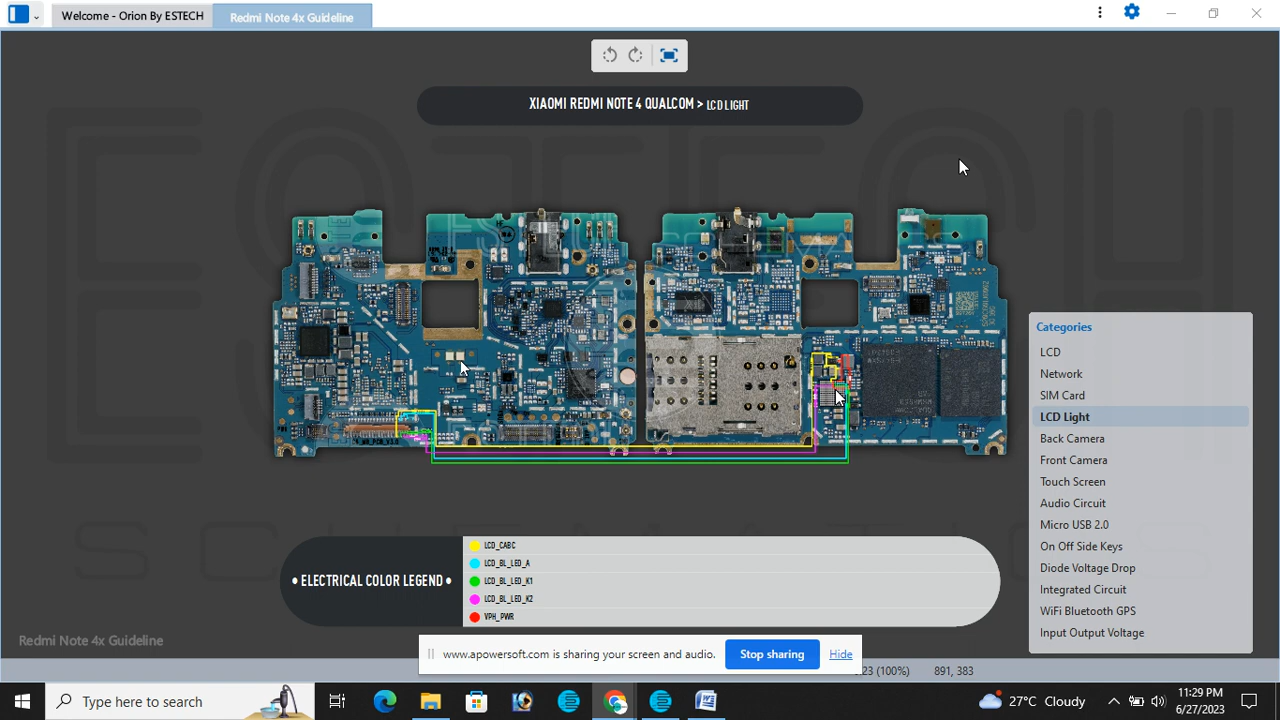 Welcome - Orion By ESTECH
Redmi Note 4x Guideline
XIAOMI REDMI NOTE 4 QUALCOM > LCD LIGHT
Categories
LCD
Network
SIM Card
LCD Light
Back Camera
Front Camera
Touch Screen
Audio Circuit
Micro USB 2.0
On Off Side Keys
Diode Voltage Drop
Integrated Circuit
WiFi Bluetooth GPS
Input Output Voltage
• ELECTRICAL COLOR LEGEND •
LCD_CABC
LCD_BL_LED_A
LCD_BL_LED_K1
LCD_BL_LED_K2
VPH_PWR
Redmi Note 4x Guideline
www.apowersoft.com is sharing your screen and audio.
Stop sharing
Hide
23 (100%)
891, 383
Type here to search
27°C Cloudy
11:29 PM
6/27/2023